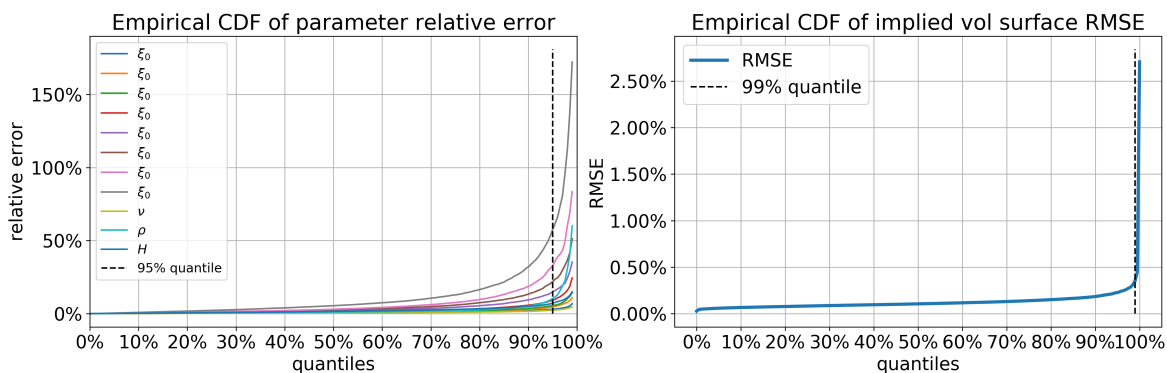 Empirical CDF of parameter relative error
relative error
150%
100%
50%
0%
ξ0
ξ0
ξ0
ξ0
ξ0
ξ0
ξ0
ξ0
ν
ρ
H
95% quantile
0% 10% 20% 30% 40% 50% 60% 70% 80% 90% 100%
quantiles
Empirical CDF of implied vol surface RMSE
RMSE
2.50%
2.00%
1.50%
1.00%
0.50%
0.00%
RMSE
99% quantile
0% 10% 20% 30% 40% 50% 60% 70% 80% 90% 100%
quantiles